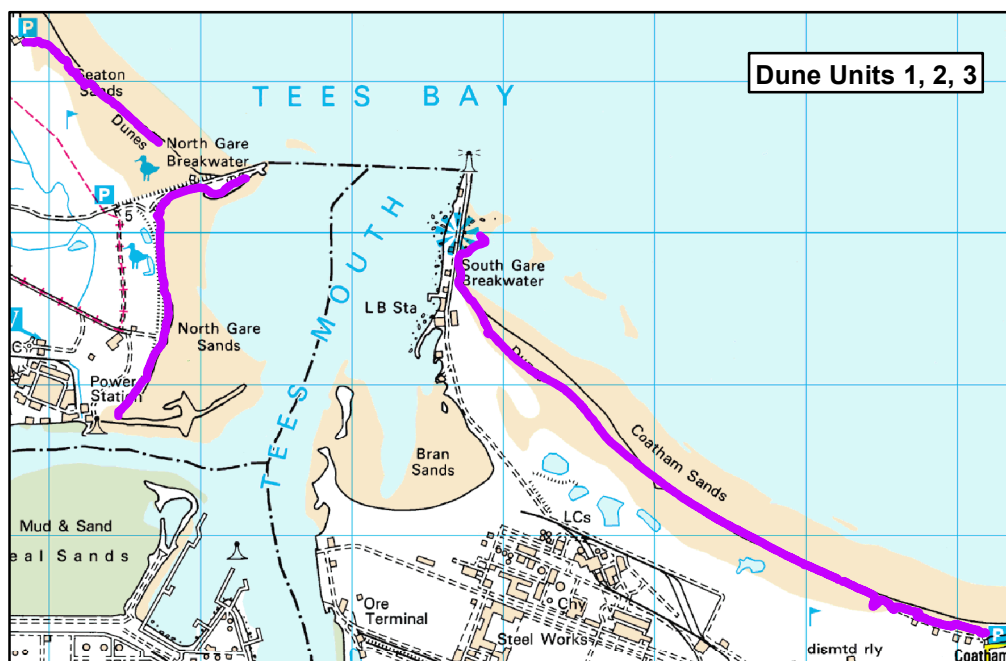 P
Dune Units 1, 2, 3
Seaton
Sands
TEES BAY
Dunes
North Gare
Breakwater
P
5
TEES MOUTH
South Gare
Breakwater
LB Sta
North Gare
Sands
C
Power
Station
Dunes
Coatham Sands
Bran
Sands
LCs
Mud & Sand
eal Sands
Ore
Terminal
Chy
Steel Works
P
dismtd rly
Coatham